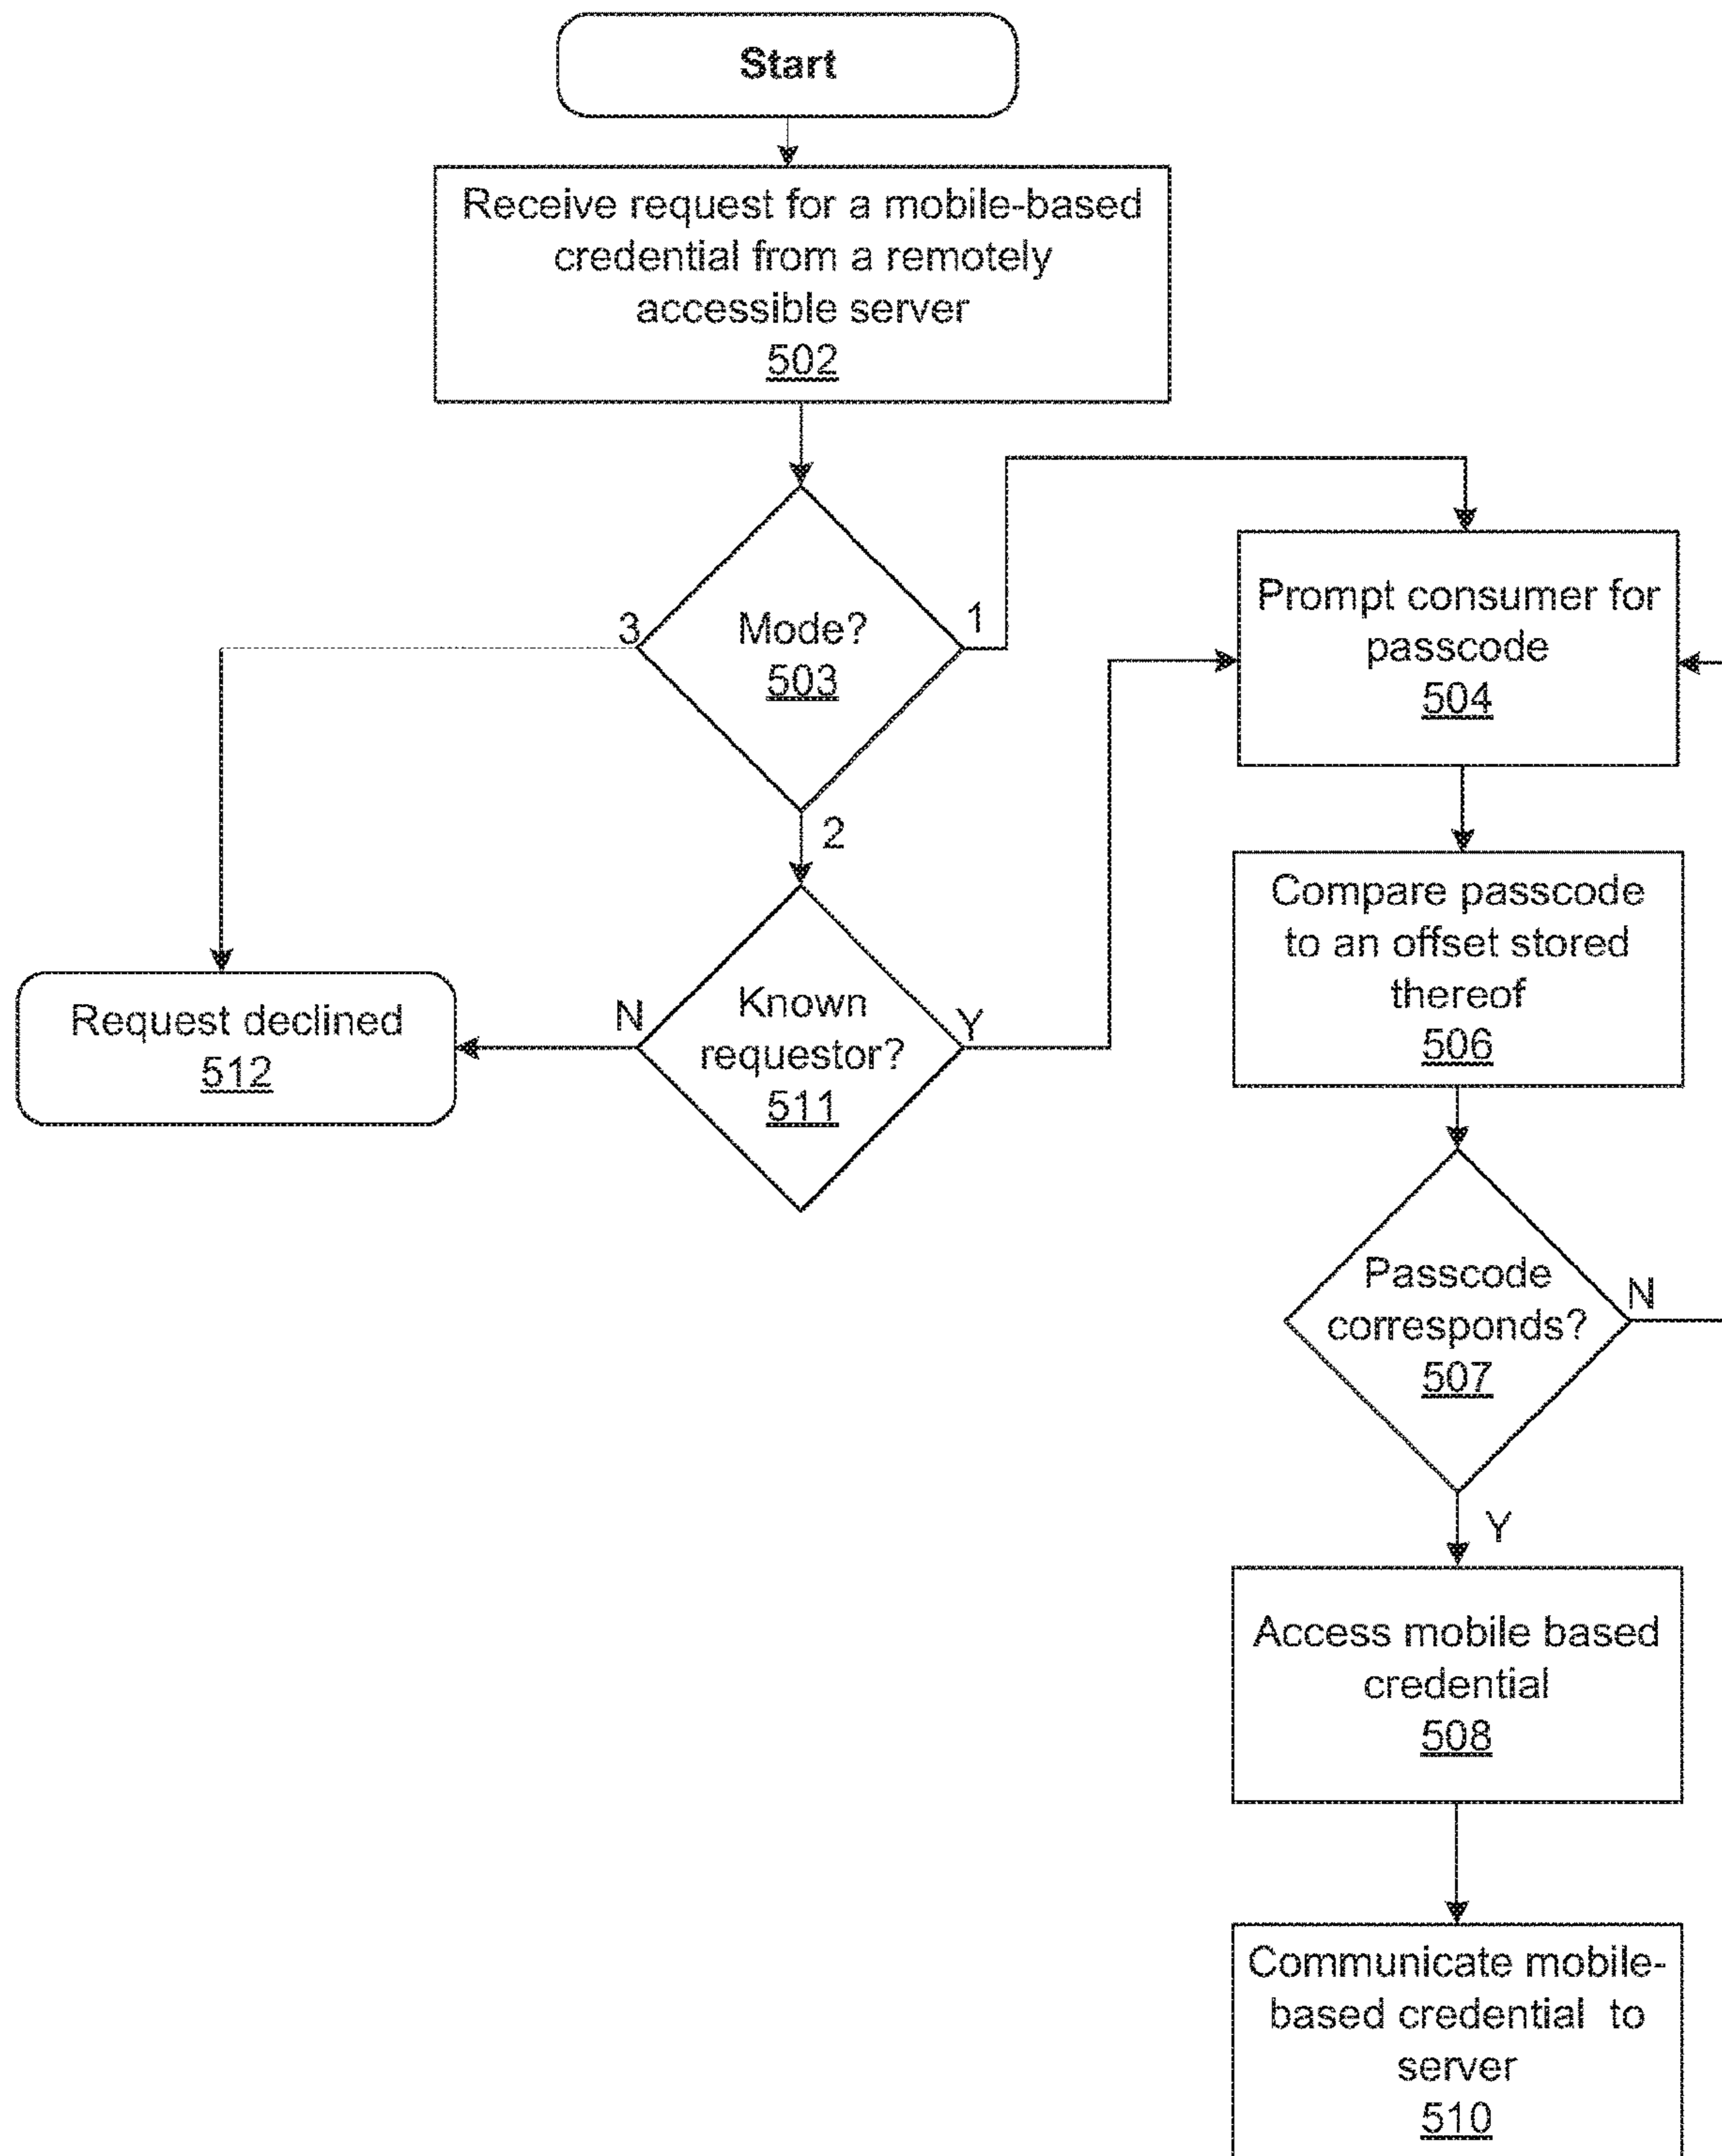 Start
Receive request for a mobile-based
credential from a remotely
accessible server
502
Mode?
503
3
1
2
Prompt consumer for
passcode
504
Compare passcode
to an offset stored
thereof
506
Request declined
512
N
Known
requestor?
511
Y
Passcode
corresponds?
507
N
Y
Access mobile based
credential
508
Communicate mobile-
based credential to
server
510